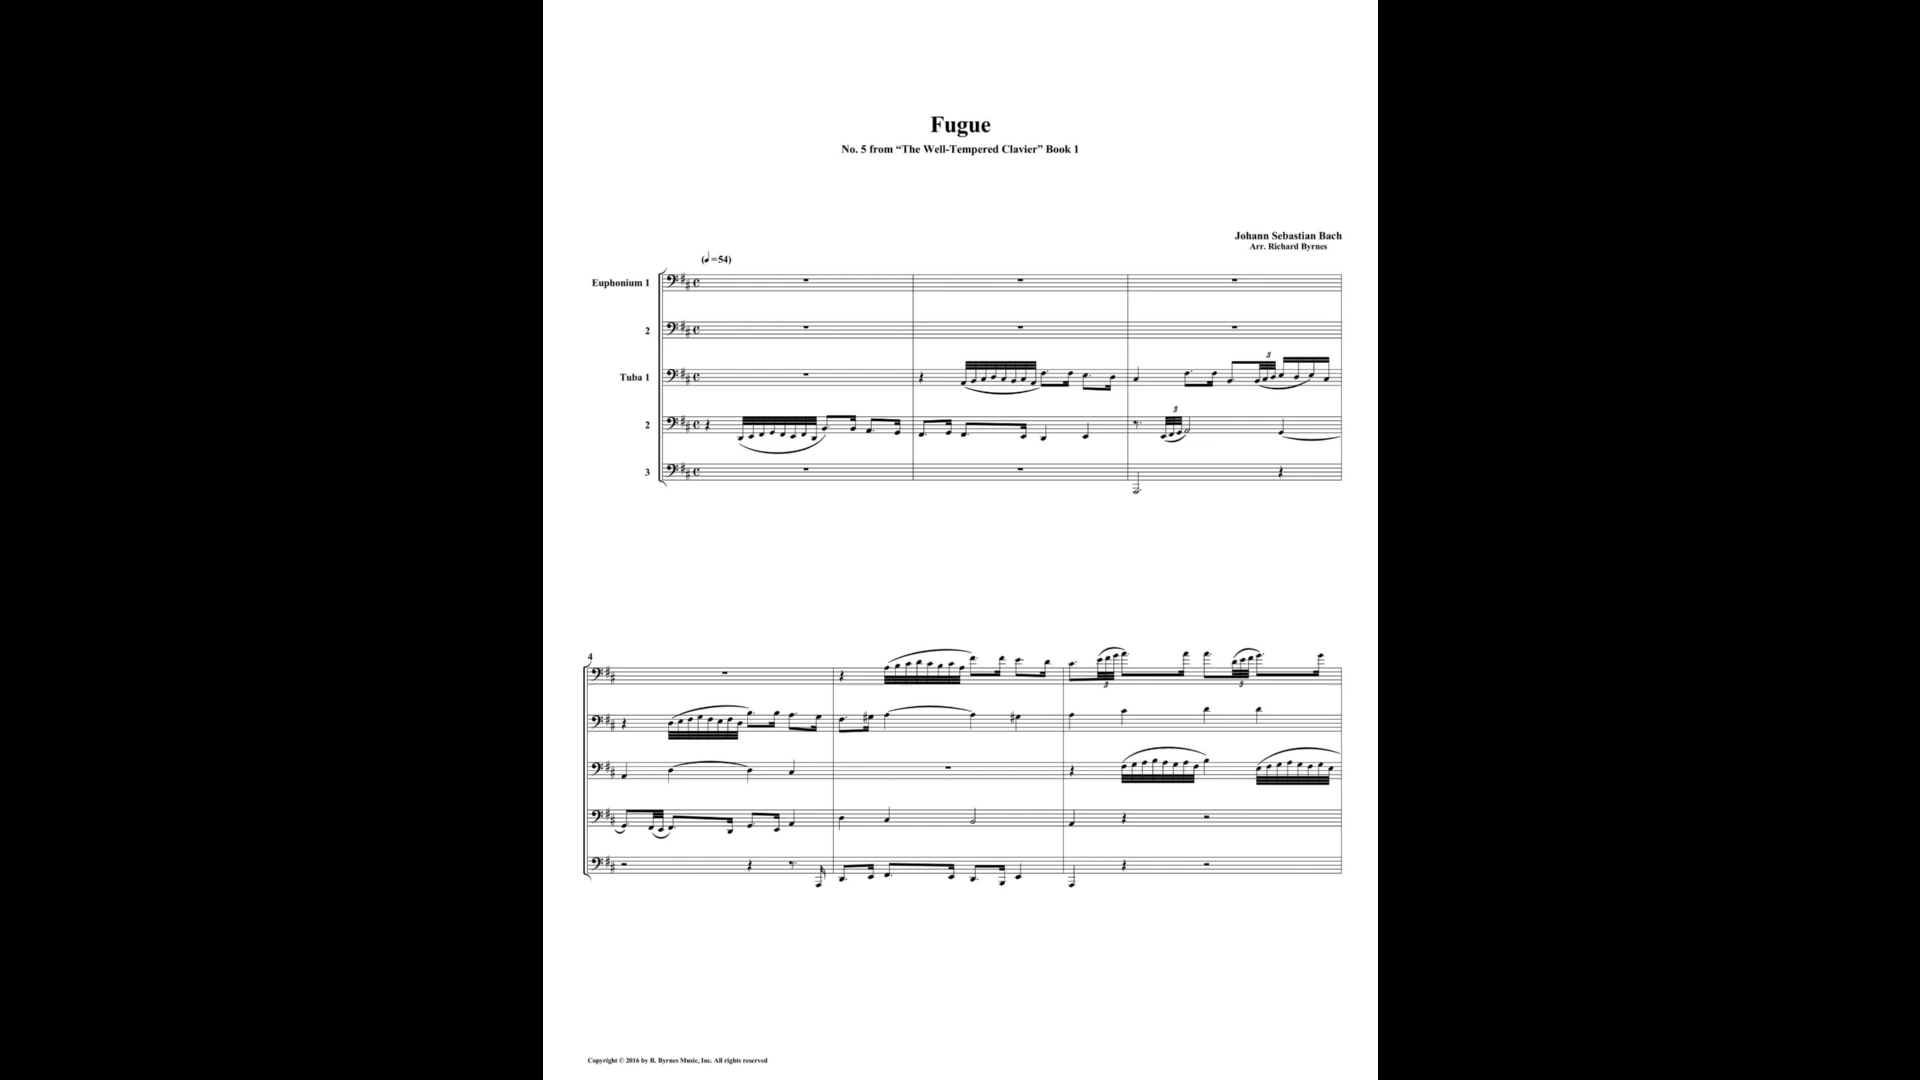 Fugue
No. 5 from “The Well-Tempered Clavier” Book 1
Johann Sebastian Bach
Arr. Richard Byrnes
(♩=54)
Euphonium 1
2
Tuba 1
3
2
3
3
4
3
3
Copyright © 2016 by R. Byrnes Music, Inc. All rights reserved